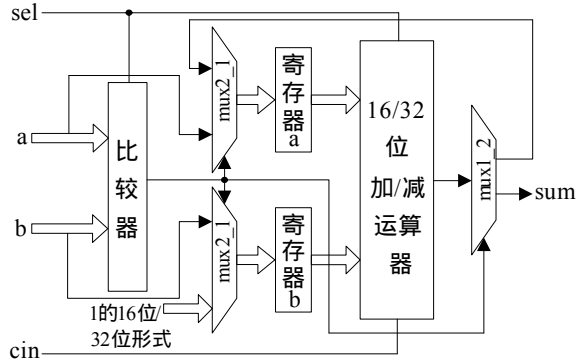 sel
a
b
cin
比
较
器
mux2_1
mux2_1
1的16位/
32位形式
寄
存
器
a
寄
存
器
b
16/32
位
加/减
运算
器
mux1_2
sum